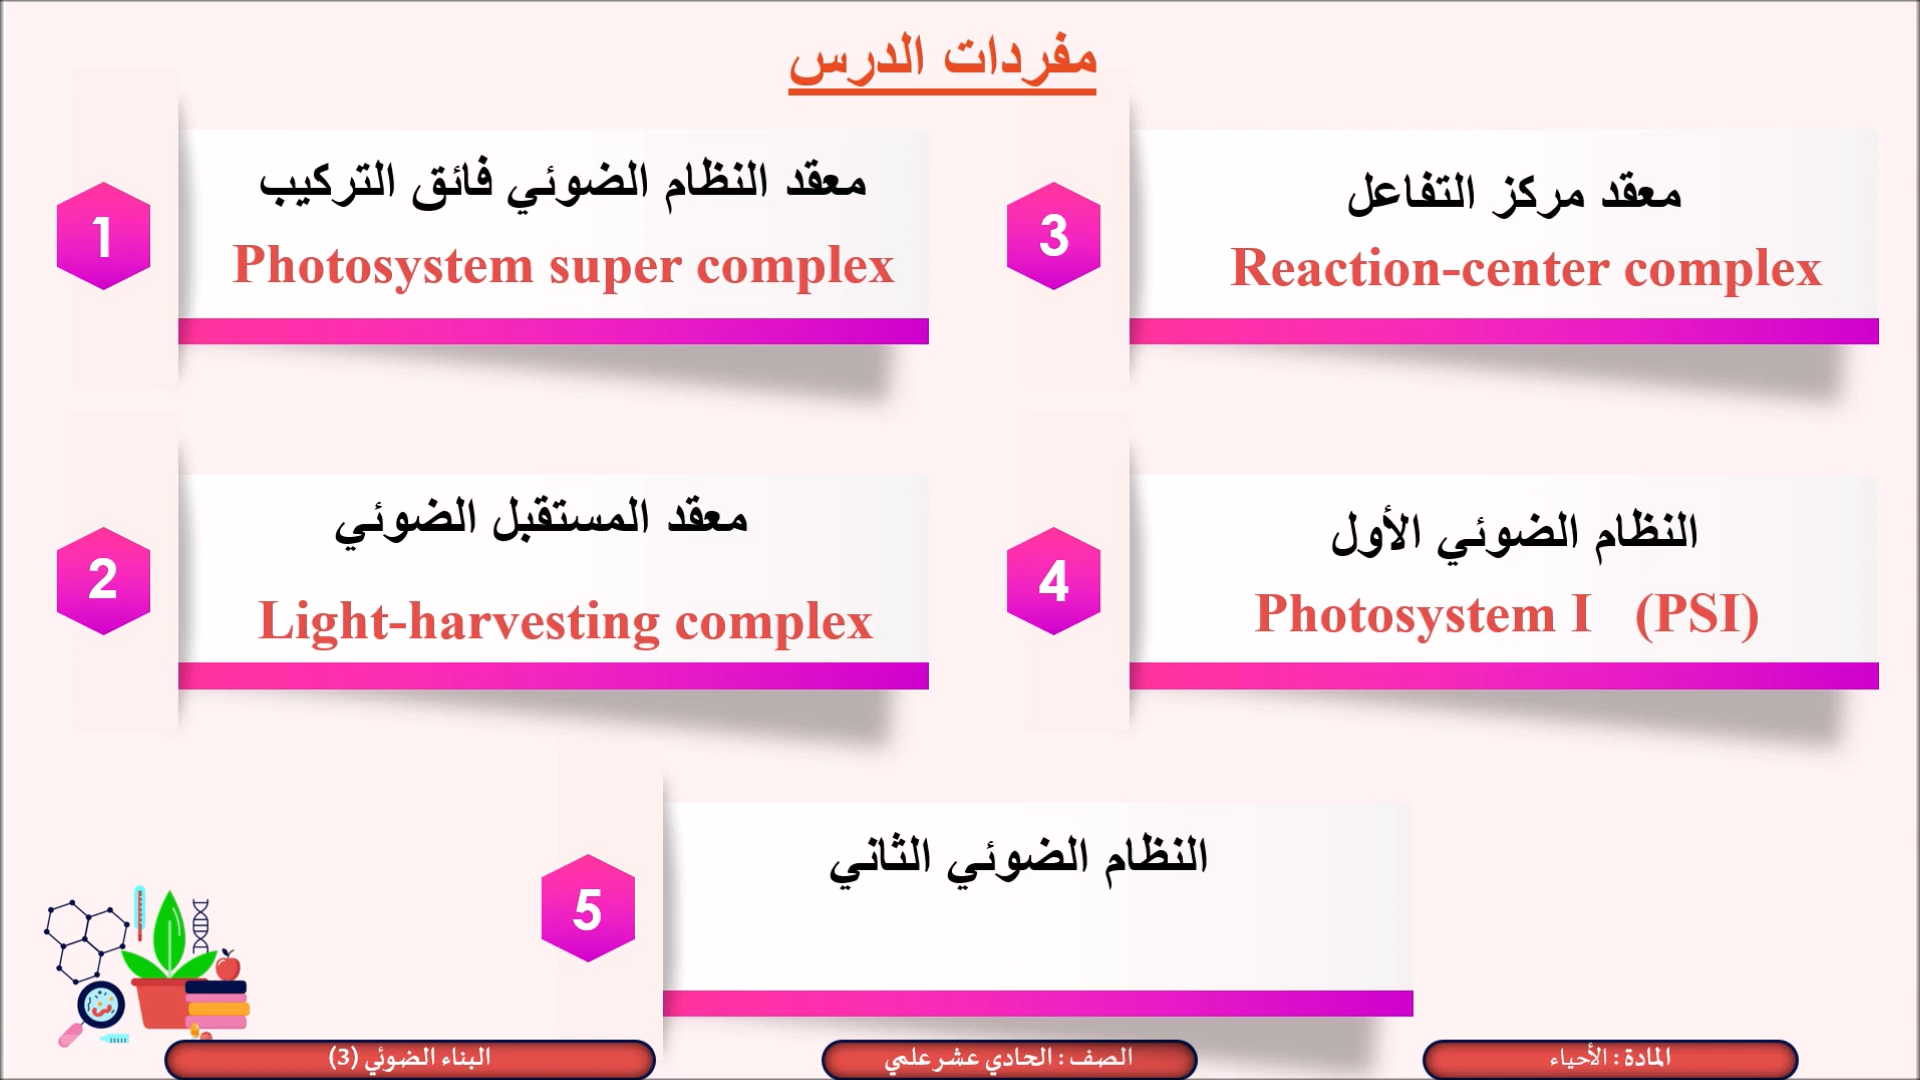 مفردات الدرس
1
معقد النظام الضوئي فائق التركيب
Photosystem super complex
2
معقد المستقبل الضوئي
Light-harvesting complex
3
معقد مركز التفاعل
Reaction-center complex
4
النظام الضوئي الأول
Photosystem I (PSI)
5
النظام الضوئي الثاني
المادة : الأحياء
الصف : الحادي عشر علمي
البناء الضوئي (3)